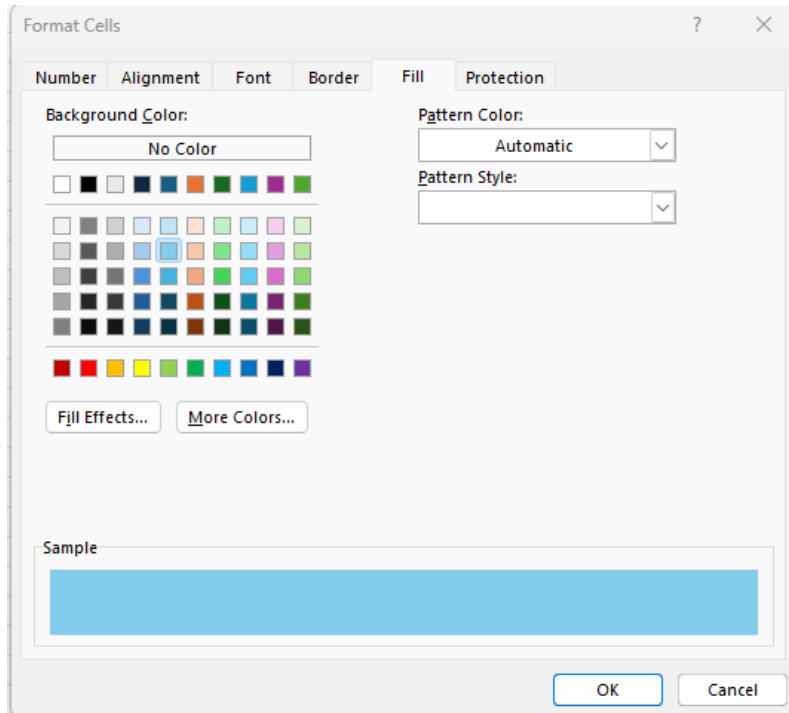 Format Cells ? ×
Number Alignment Font Border Fill Protection
Background Color:
No Color
Pattern Color:
Automatic
Pattern Style:
Fill Effects... More Colors...
Sample
OK Cancel